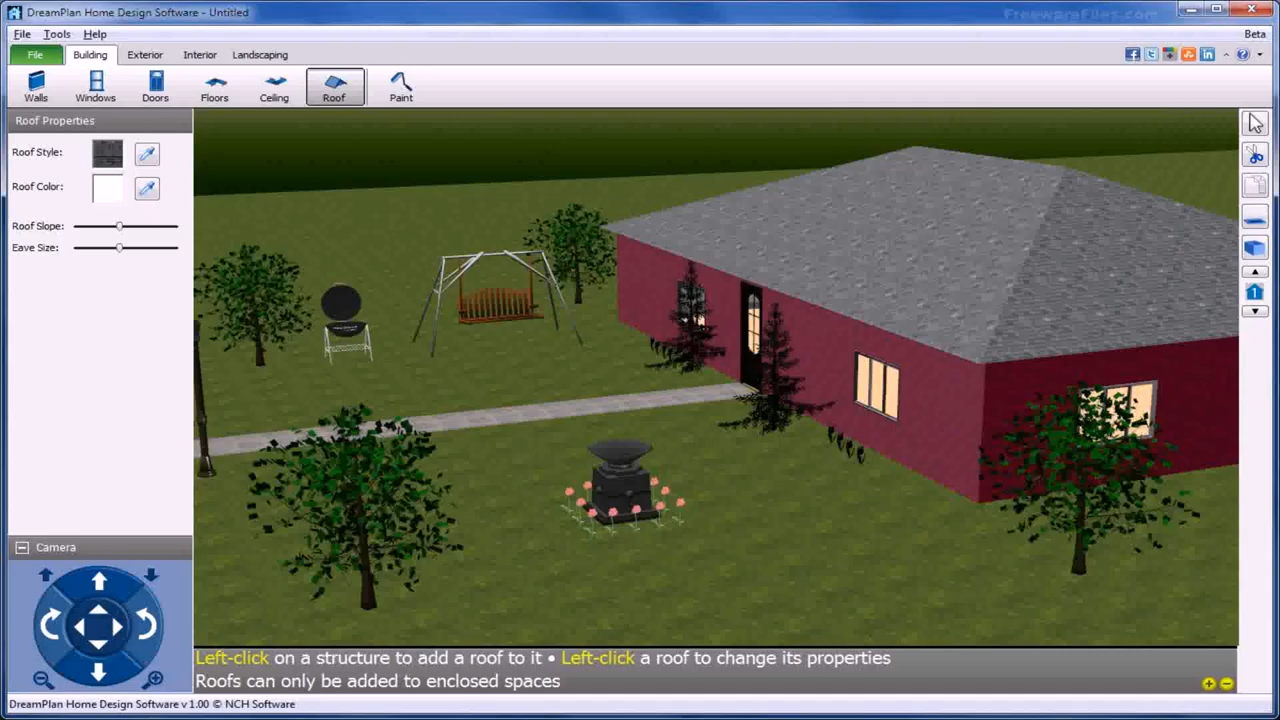 DreamPlan Home Design Software - Untitled
FreewareFiles.com
File Tools Help
Beta
File Building Exterior Interior Landscaping
Walls Windows Doors Floors Ceiling Roof Paint
Roof Properties
Roof Style:
Roof Color:
Roof Slope:
Eave Size:
1
Camera
Left-click on a structure to add a roof to it • Left-click a roof to change its properties
Roofs can only be added to enclosed spaces
DreamPlan Home Design Software v 1.00 © NCH Software